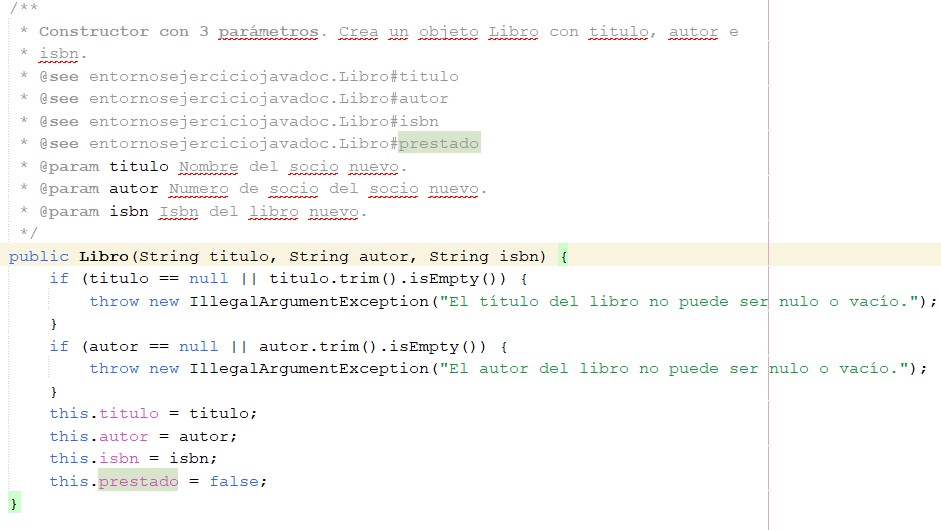 /**
 * Constructor con 3 parámetros. Crea un objeto Libro con titulo, autor e
 * isbn.
 * @see entornosejerciciojavadoc.Libro#titulo
 * @see entornosejerciciojavadoc.Libro#autor
 * @see entornosejerciciojavadoc.Libro#isbn
 * @see entornosejerciciojavadoc.Libro#prestado
 * @param titulo Nombre del socio nuevo.
 * @param autor Numero de socio del socio nuevo.
 * @param isbn Isbn del libro nuevo.
 */
public Libro(String titulo, String autor, String isbn) {
    if (titulo == null || titulo.trim().isEmpty()) {
        throw new IllegalArgumentException("El título del libro no puede ser nulo o vacío.");
    }
    if (autor == null || autor.trim().isEmpty()) {
        throw new IllegalArgumentException("El autor del libro no puede ser nulo o vacío.");
    }
    this.titulo = titulo;
    this.autor = autor;
    this.isbn = isbn;
    this.prestado = false;
}